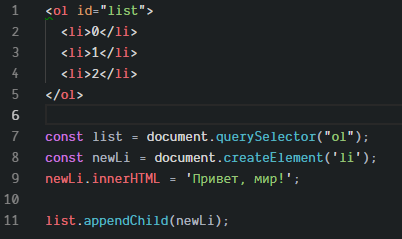 1 <ol id="list">
2 <li>0</li>
3 <li>1</li>
4 <li>2</li>
5 </ol>
6
7 const list = document.querySelector("ol");
8 const newLi = document.createElement('li');
9 newLi.innerHTML = 'Привет, мир!';
10
11 list.appendChild(newLi);